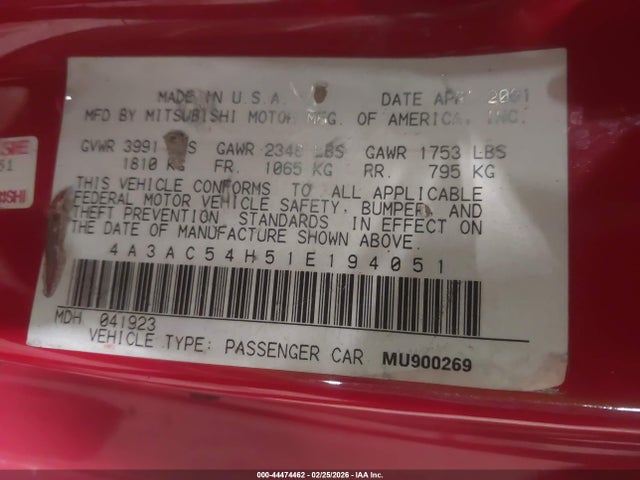 MADE IN U.S.A. DATE APR 2001
MFD BY MITSUBISHI MOTOR MFG. OF AMERICA, INC.
GVWR 3991 GAWR 2348 LBS GAWR 1753 LBS
1810 KG FR. 1065 KG RR. 795 KG
THIS VEHICLE CONFORMS TO ALL APPLICABLE
FEDERAL MOTOR VEHICLE SAFETY, BUMPER, AND
THEFT PREVENTION STANDARDS IN EFFECT ON
THE DATE OF MANUFACTURE SHOWN ABOVE.
4A3AC54H51E194051
MDH 041923
VEHICLE TYPE: PASSENGER CAR MU900269
51
000-44474462 - 02/25/2026 - IAA Inc.